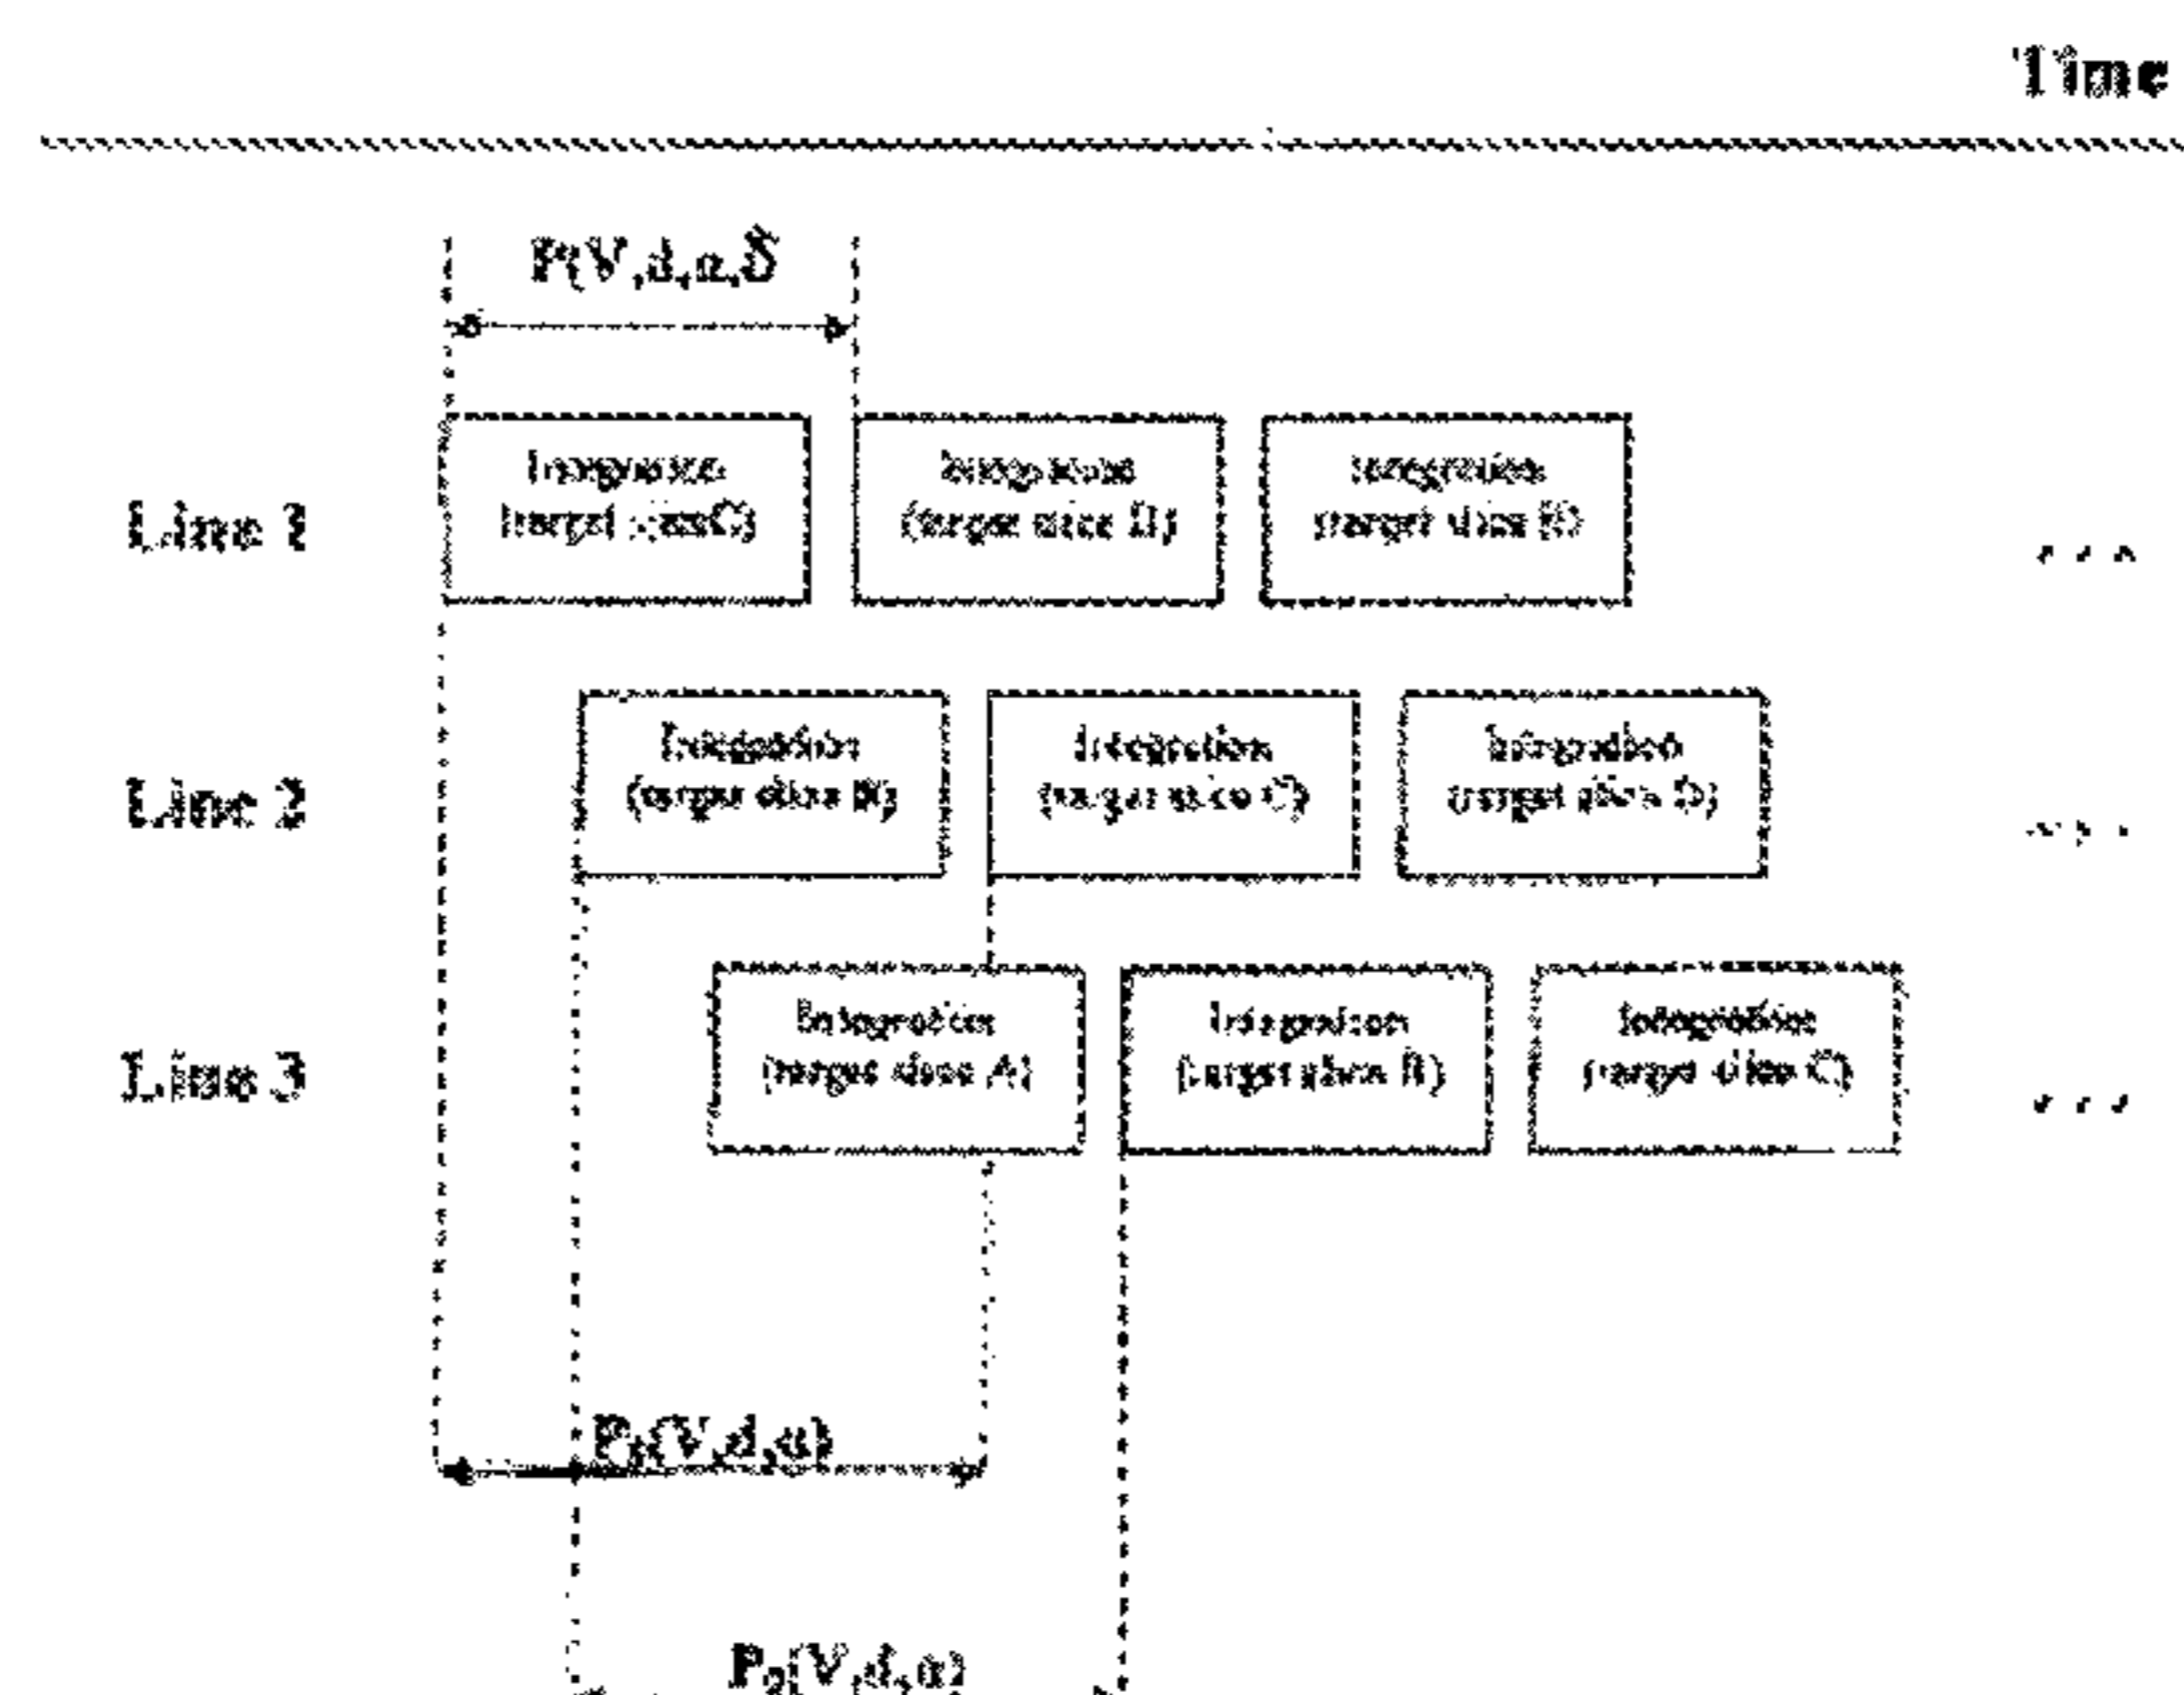 Time
P(V,d,α,δ
Integration
(target slice C)
Integration
(target slice D)
Integration
(target slice E)
Line 1
...
Integration
(target slice B)
Integration
(target slice C)
Integration
(target slice D)
Line 2
...
Integration
(target slice A)
Integration
(target slice B)
Integration
(target slice C)
Line 3
...
P₁(V,d,α)
P₂(V,d,α)